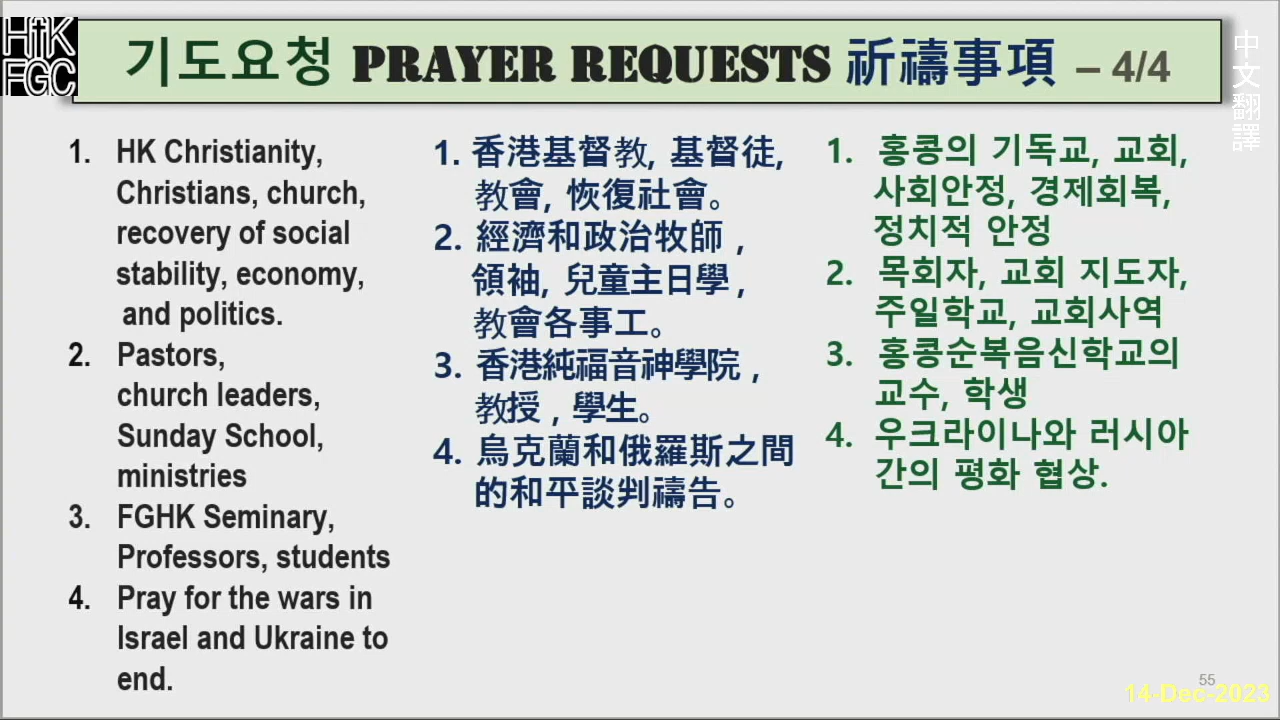 HfK
FGC
기도요청 PRAYER REQUESTS 祈禱事項 – 4/4
中文翻譯
1. HK Christianity,
Christians, church,
recovery of social
stability, economy,
and politics.
2. Pastors,
church leaders,
Sunday School,
ministries
3. FGHK Seminary,
Professors, students
4. Pray for the wars in
Israel and Ukraine to
end.
1. 香港基督教, 基督徒,
教會, 恢復社會。
2. 經濟和政治牧師 ,
領袖, 兒童主日學 ,
教會各事工。
3. 香港純福音神學院 ,
教授 , 學生。
4. 烏克蘭和俄羅斯之間
的和平談判禱告。
1. 홍콩의 기독교, 교회,
사회안정, 경제회복,
정치적 안정
2. 목회자, 교회 지도자,
주일학교, 교회사역
3. 홍콩순복음신학교의
교수, 학생
4. 우크라이나와 러시아
간의 평화 협상.
55
14-Dec-2023